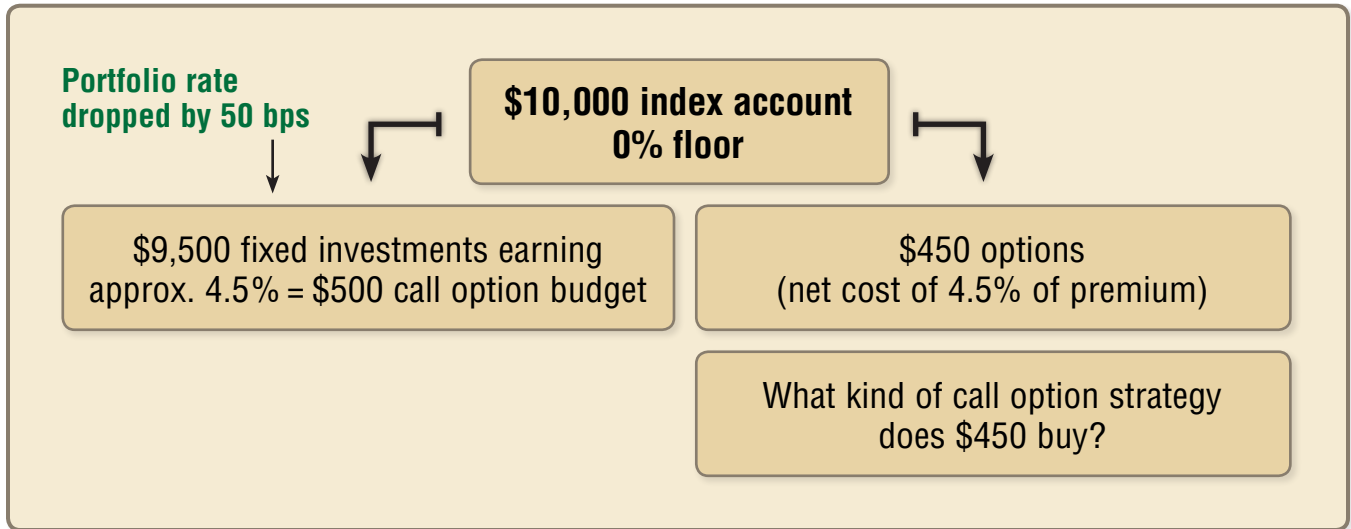 Portfolio rate
dropped by 50 bps
$10,000 index account
0% floor
$9,500 fixed investments earning
approx. 4.5% = $500 call option budget
$450 options
(net cost of 4.5% of premium)
What kind of call option strategy
does $450 buy?